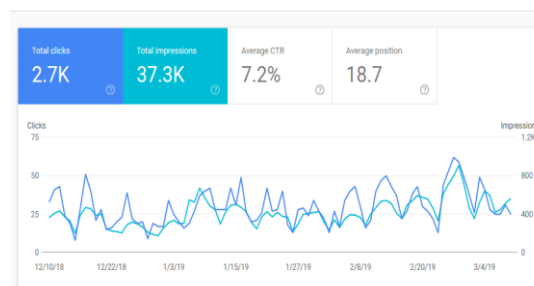 Total clicks
2.7K
Total impressions
37.3K
Average CTR
7.2%
Average position
18.7
Clicks
Impression
75
1.2K
50
800
25
400
0
0
12/10/18
12/22/18
1/3/19
1/15/19
1/27/19
2/8/19
2/20/19
3/4/19